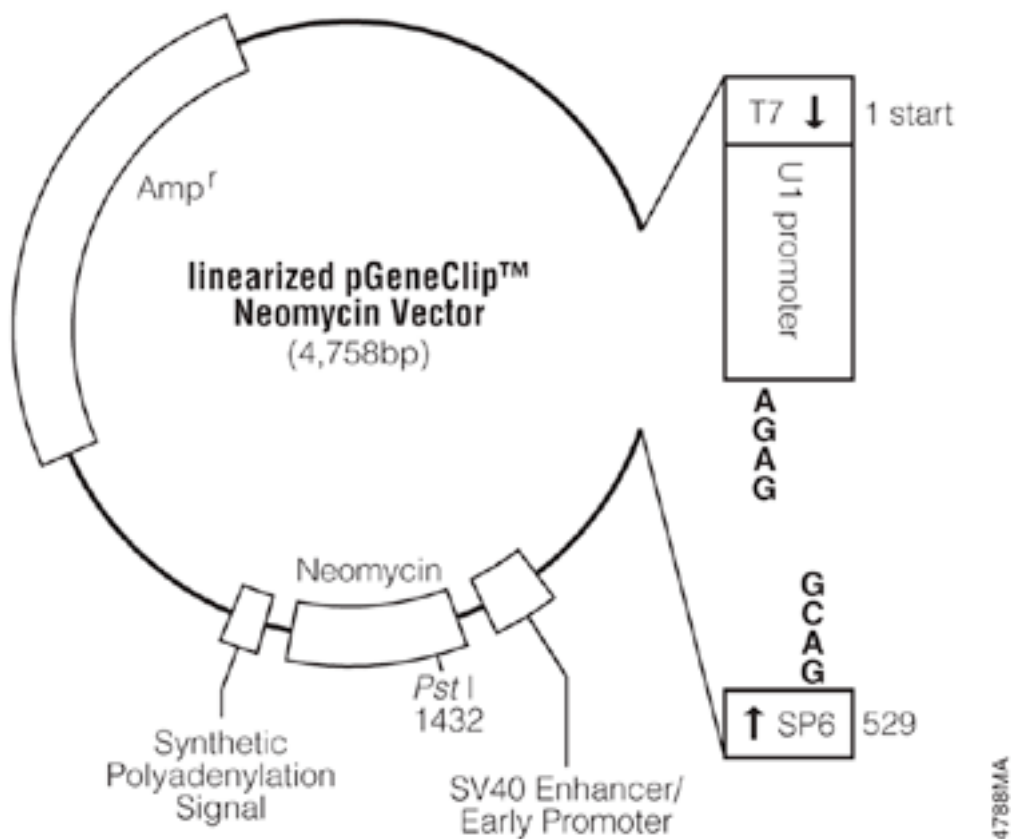 T7 ↓ 1 start
U1 promoter
Ampʳ
linearized pGeneClip™
Neomycin Vector
(4,758bp)
A
G
A
G
G
C
A
G
Neomycin
Pst I
1432
↑ SP6 529
Synthetic
Polyadenylation
Signal
SV40 Enhancer/
Early Promoter
4788MA